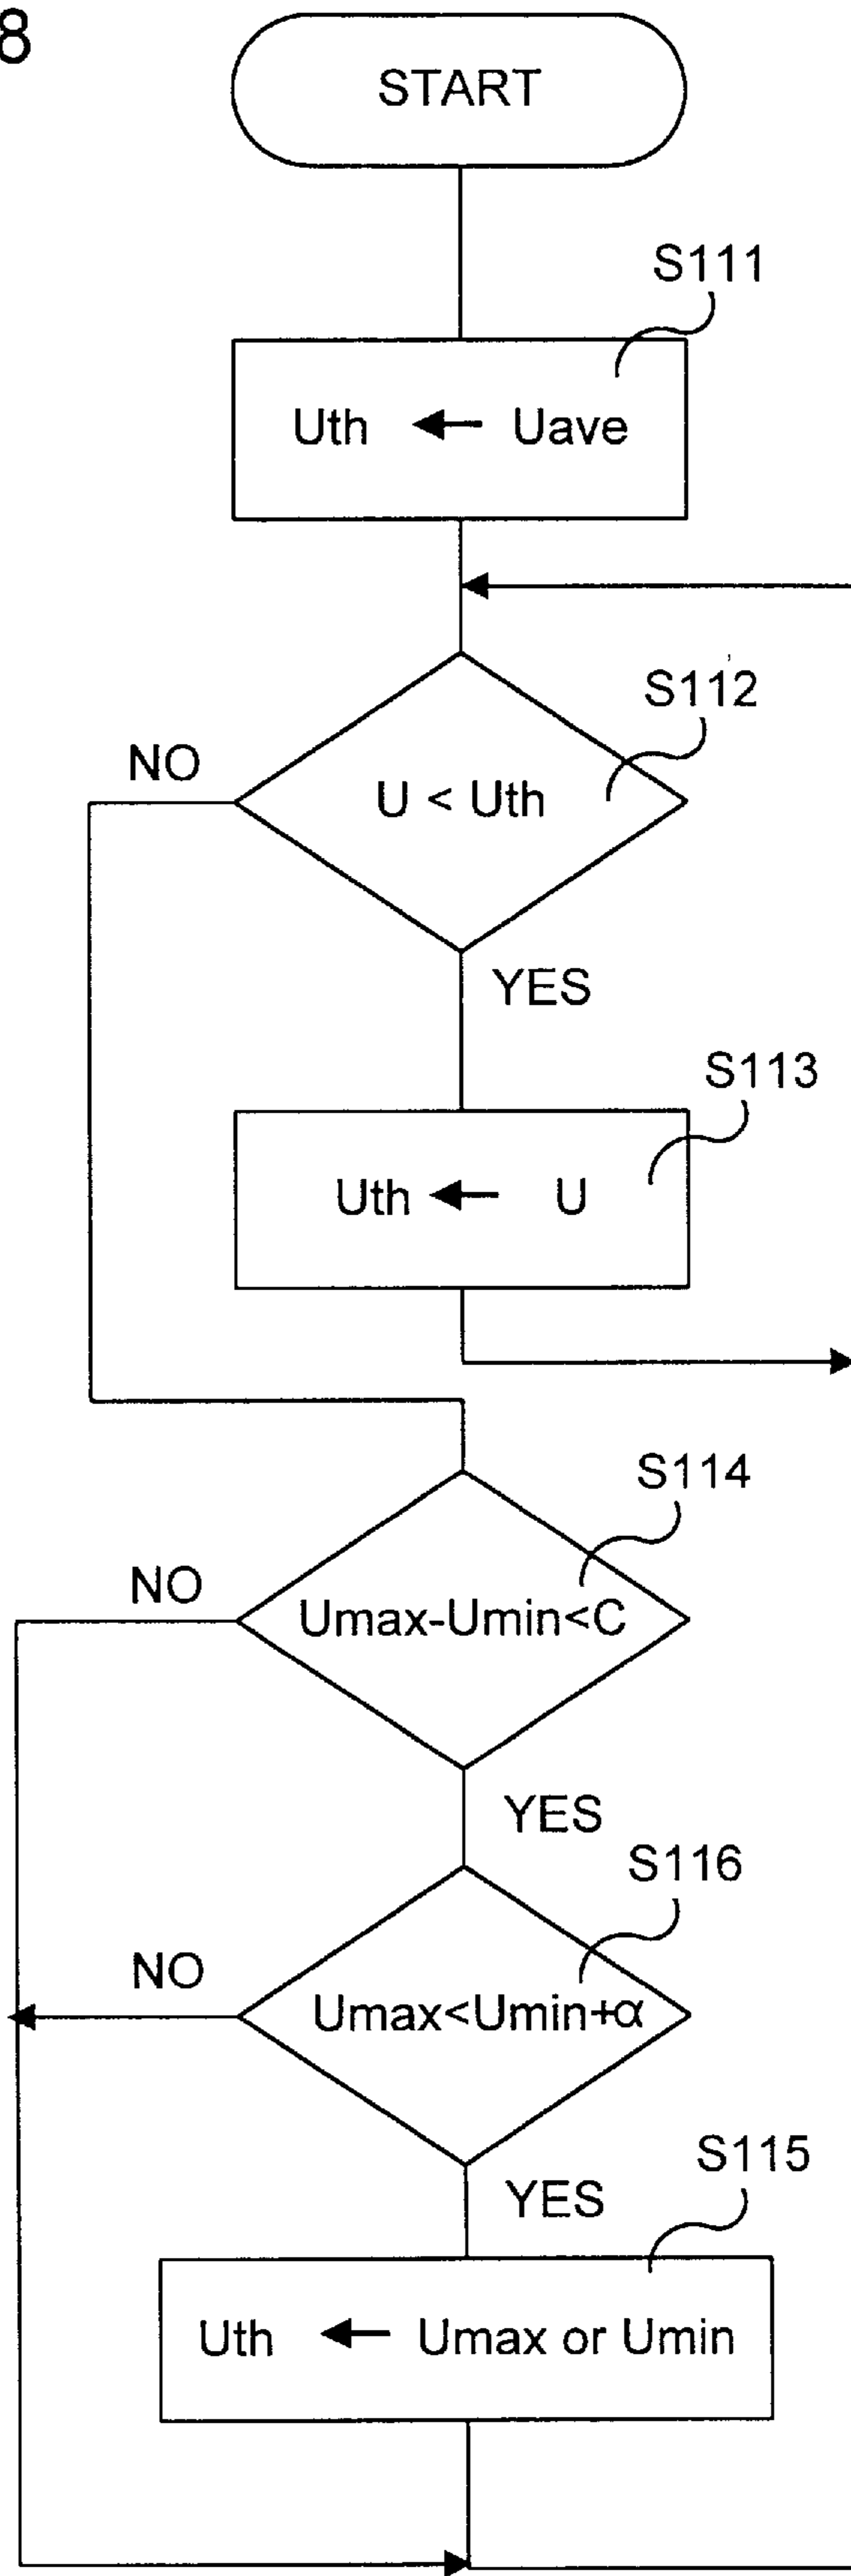 8
START
S111
Uth ← Uave
S112
NO
U < Uth
YES
S113
Uth ← U
S114
NO
Umax-Umin<C
YES
S116
NO
Umax<Umin+α
S115
YES
Uth ← Umax or Umin